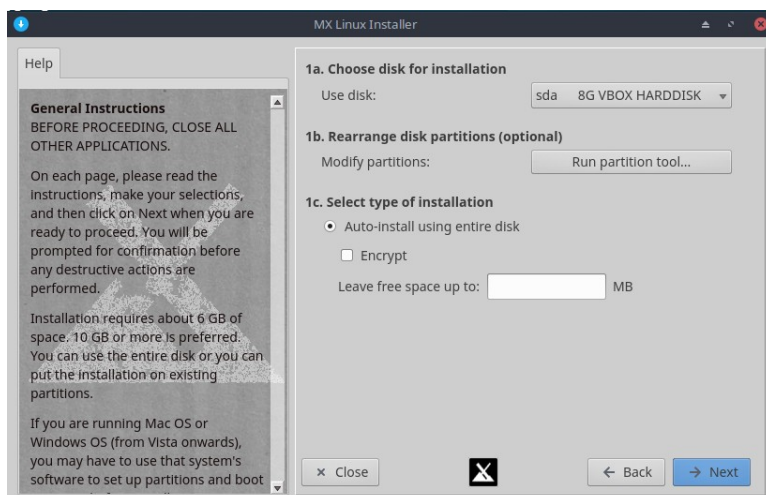 MX Linux Installer
Help
General Instructions
BEFORE PROCEEDING, CLOSE ALL
OTHER APPLICATIONS.
On each page, please read the
instructions, make your selections,
and then click on Next when you are
ready to proceed. You will be
prompted for confirmation before
any destructive actions are
performed.
Installation requires about 6 GB of
space. 10 GB or more is preferred.
You can use the entire disk or you can
put the installation on existing
partitions.
If you are running Mac OS or
Windows OS (from Vista onwards),
you may have to use that system's
software to set up partitions and boot
1a. Choose disk for installation
Use disk: sda 8G VBOX HARDDISK
1b. Rearrange disk partitions (optional)
Modify partitions: Run partition tool...
1c. Select type of installation
Auto-install using entire disk
Encrypt
Leave free space up to: MB
Close
Back
Next